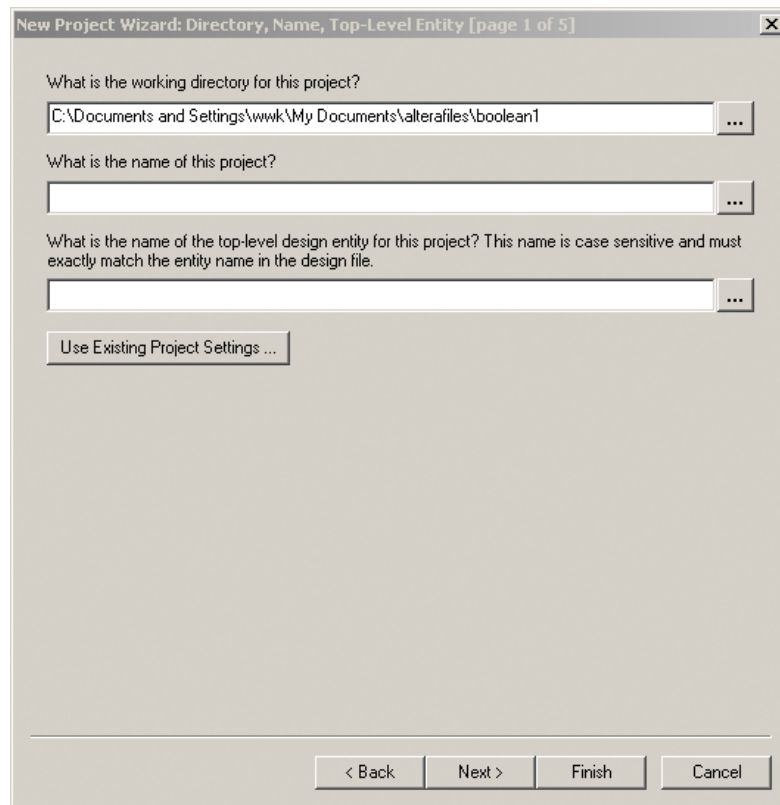 New Project Wizard: Directory, Name, Top-Level Entity [page 1 of 5]
What is the working directory for this project?
C:\Documents and Settings\wwk\My Documents\alterafiles\boolean1
...
What is the name of this project?
...
What is the name of the top-level design entity for this project? This name is case sensitive and must
exactly match the entity name in the design file.
...
Use Existing Project Settings ...
< Back Next > Finish Cancel